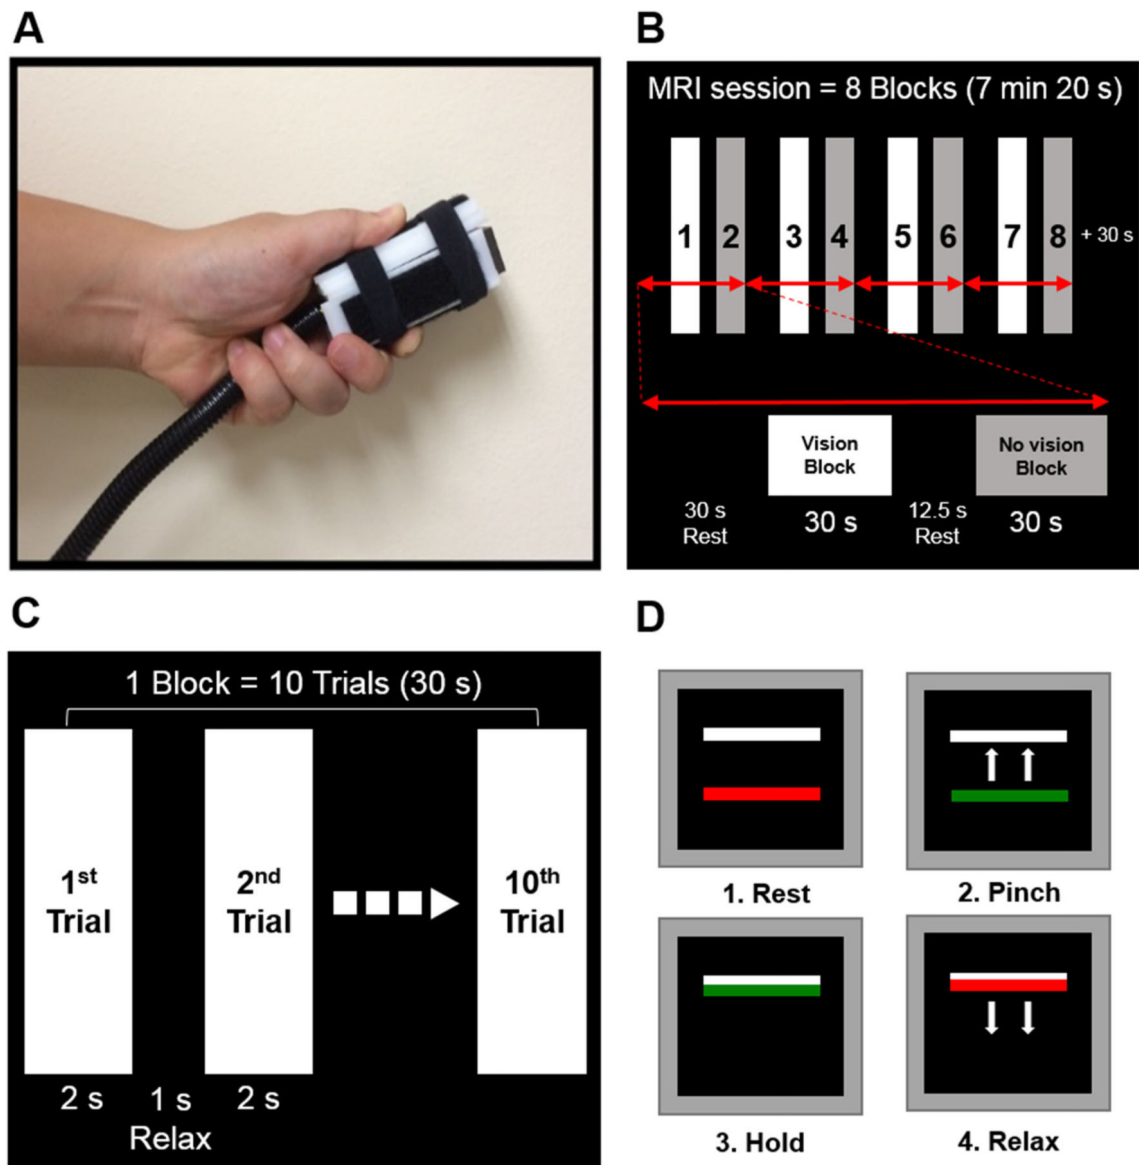 A
B
MRI session = 8 Blocks (7 min 20 s)
1 2 3 4 5 6 7 8 + 30 s
Vision
Block
No vision
Block
30 s
Rest
30 s
12.5 s
Rest
30 s
C
1 Block = 10 Trials (30 s)
1st
Trial
2nd
Trial
10th
Trial
2 s
1 s
Relax
2 s
D
1. Rest
2. Pinch
3. Hold
4. Relax